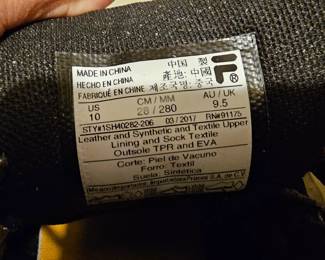 MADE IN CHINA 中国 製
HECHO EN CHINA 產地: 中國
FABRIQUÉ EN CHINE 제조국명: 중국
US CM / MM AU / UK
10 28 / 280 9.5
STY#1SH40282-206 03 / 2017 RN#91175
Leather and Synthetic and Textile Upper
Lining and Sock Textile
Outsole TPR and EVA
Corte: Piel de Vacuno
Forro: Textil
Suela: Sintética
S.A. de C.V